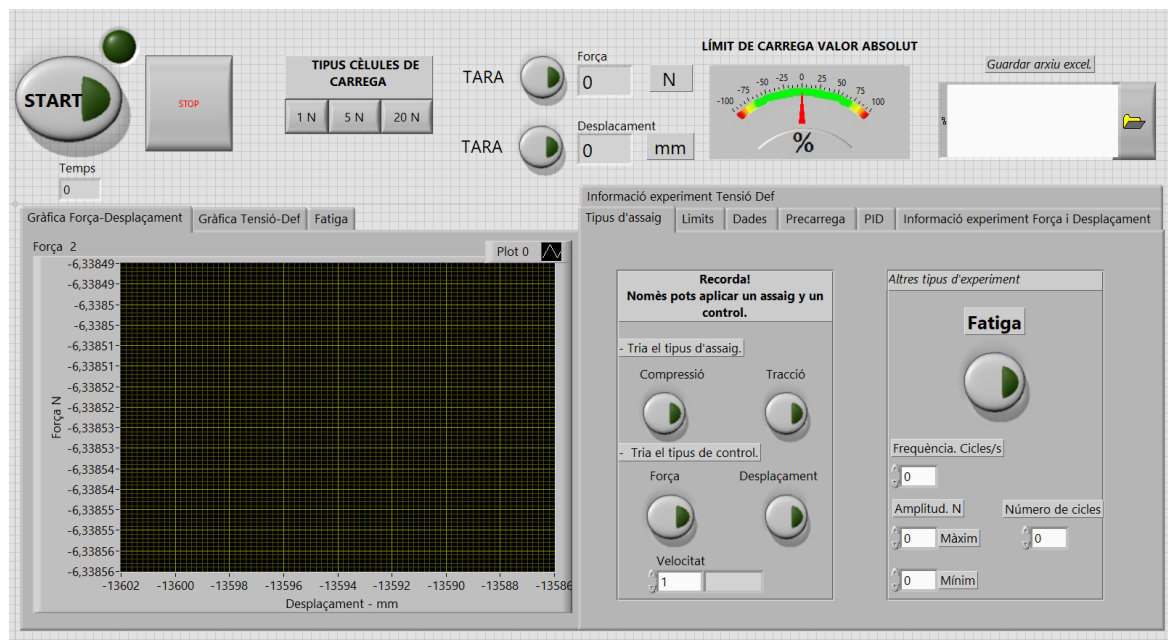 START
STOP
Temps
0
TIPUS CÈLULES DE
CARREGA
1 N
5 N
20 N
TARA
Força
0
N
TARA
Desplacament
0
mm
LÍMIT DE CARREGA VALOR ABSOLUT
-100
-75
-50
-25
0
25
50
75
100
%
Guardar arxiu excel.
Gràfica Força-Desplaçament
Gràfica Tensió-Def
Fatiga
Força 2
Plot 0
-6,33849
-6,33849
-6,3385
-6,3385
-6,33851
-6,33851
-6,33852
-6,33852
-6,33853
-6,33853
-6,33854
-6,33854
-6,33855
-6,33855
-6,33856
-6,33856
Força N
-13602
-13600
-13598
-13596
-13594
-13592
-13590
-13588
-13586
Desplaçament - mm
Informació experiment Tensió Def
Tipus d'assaig
Limits
Dades
Precarrega
PID
Informació experiment Força i Desplaçament
Recorda!
Nomès pots aplicar un assaig y un
control.
- Tria el tipus d'assaig.
Compressió
Tracció
- Tria el tipus de control.
Força
Desplaçament
Velocitat
1
Altres tipus d'experiment
Fatiga
Frequència. Cicles/s
0
Amplitud. N
Número de cicles
0
Màxim
0
0
Mínim